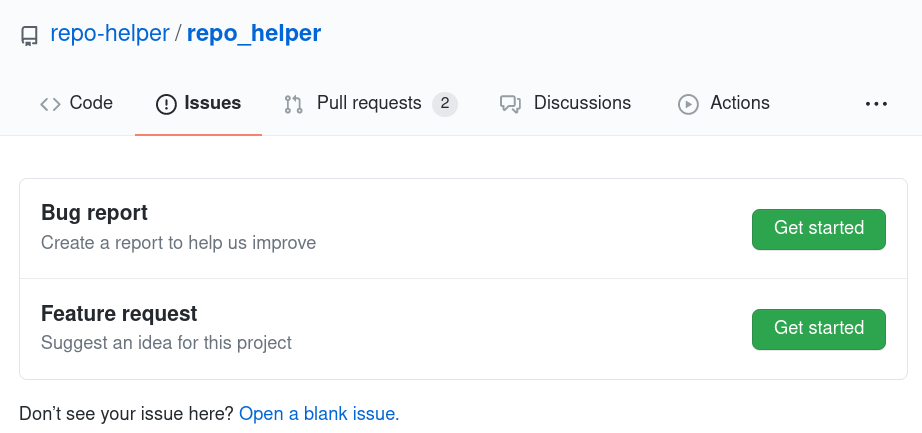 repo-helper / repo_helper
Code Issues Pull requests 2 Discussions Actions
Bug report
Create a report to help us improve
Get started
Feature request
Suggest an idea for this project
Get started
Don’t see your issue here? Open a blank issue.